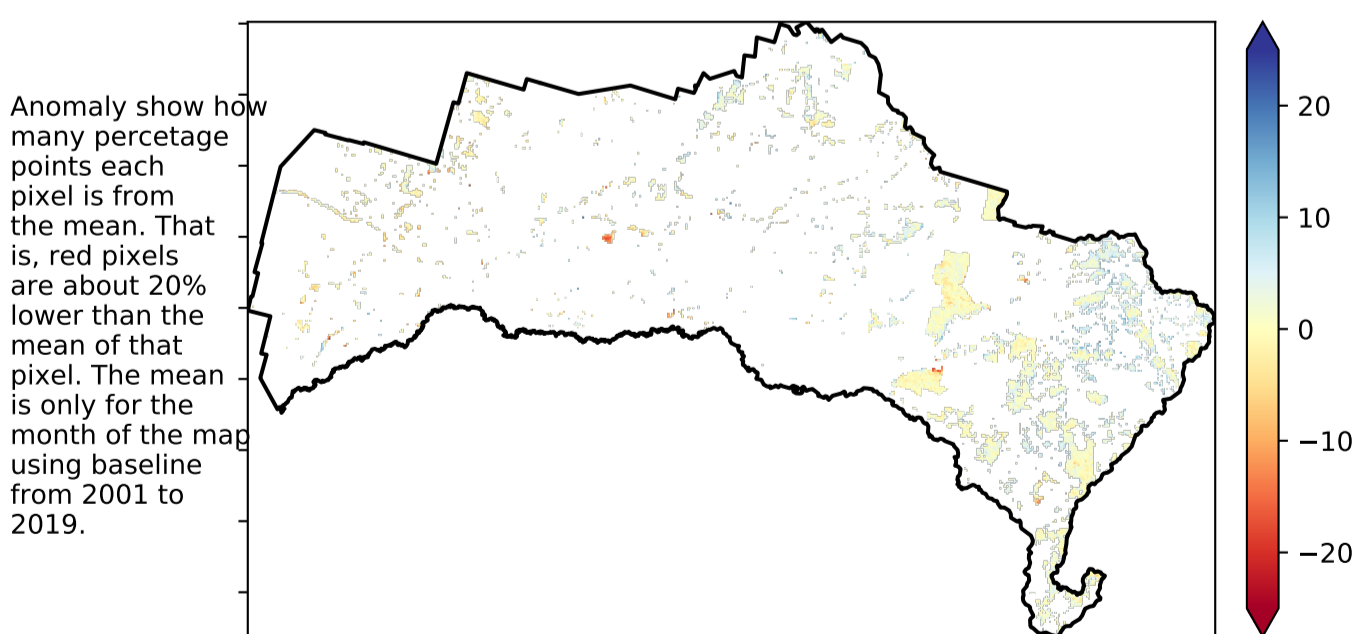 Anomaly show how
many percetage
points each
pixel is from
the mean. That
is, red pixels
are about 20%
lower than the
mean of that
pixel. The mean
is only for the
month of the map
using baseline
from 2001 to
2019.
20
10
0
−10
−20